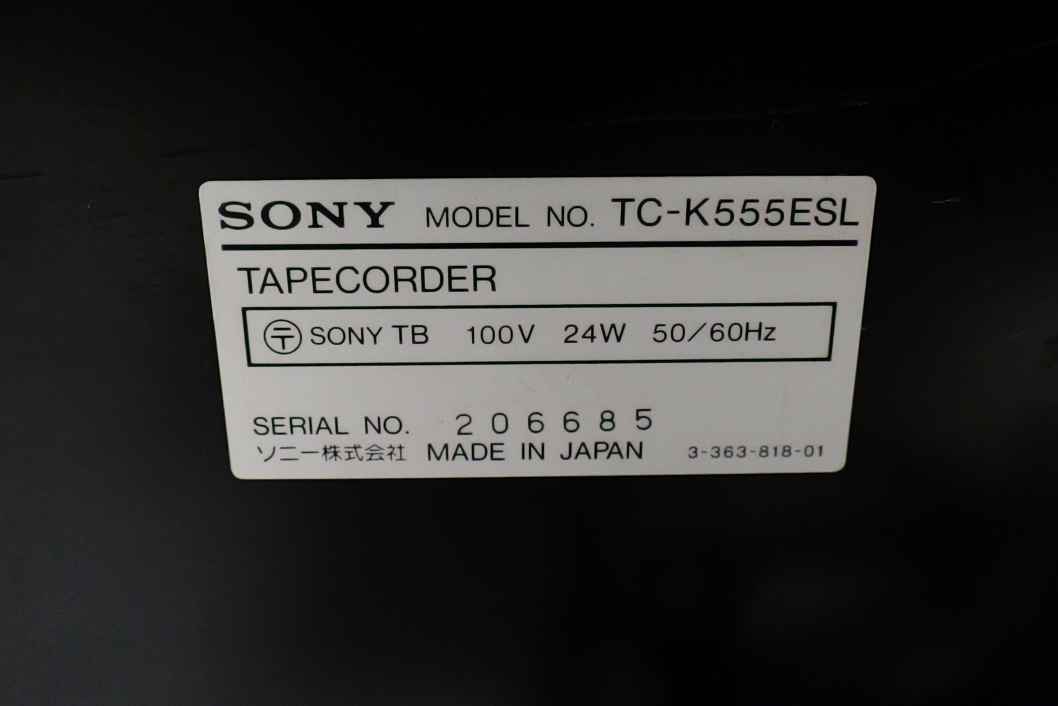 SONY MODEL NO. TC-K555ESL
TAPECORDER
〒 SONY TB 100V 24W 50/60Hz
SERIAL NO. 206685
ソニー株式会社 MADE IN JAPAN 3-363-818-01